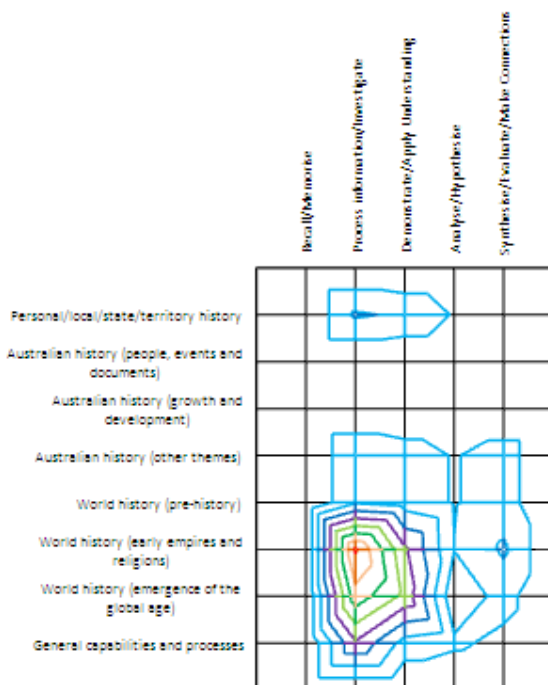 Recall/Memorise
Process information/Investigate
Demonstrate/Apply Understanding
Analyse/Hypothesise
Synthesise/Evaluate/Make Connections
Personal/local/state/territory history
Australian history (people, events and
documents)
Australian history (growth and
development)
Australian history (other themes)
World history (pre-history)
World history (early empires and
religions)
World history (emergence of the
global age)
General capabilities and processes